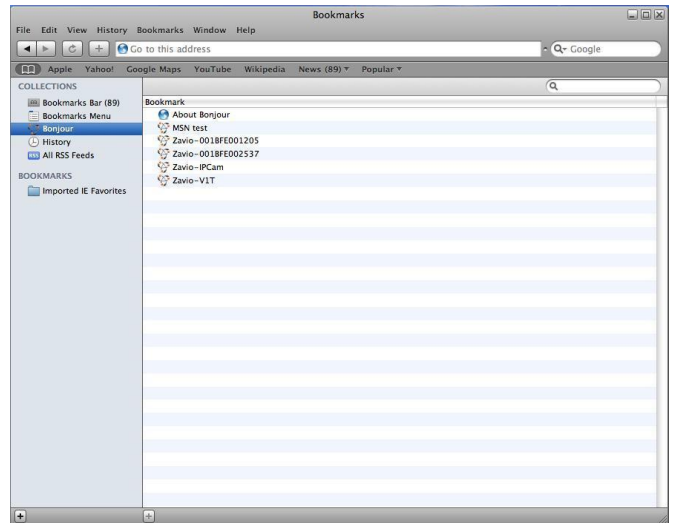 Bookmarks
File Edit View History Bookmarks Window Help
Go to this address
Google
Apple Yahoo! Google Maps YouTube Wikipedia News (89) Popular
COLLECTIONS
Bookmarks Bar (89)
Bookmarks Menu
Bonjour
History
All RSS Feeds
BOOKMARKS
Imported IE Favorites
Bookmark
About Bonjour
MSN test
Zavio-001BFE001205
Zavio-001BFE002537
Zavio-IPCam
Zavio-V1T